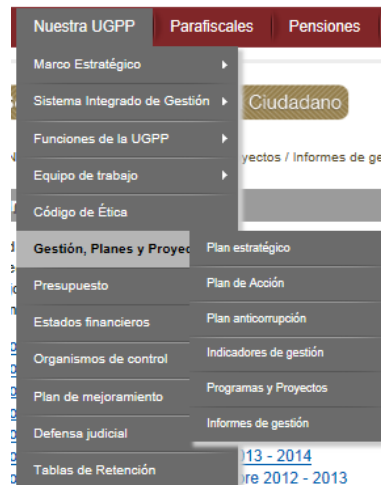 Nuestra UGPP
Parafiscales
Pensiones
Marco Estratégico
Sistema Integrado de Gestión
Ciudadano
Funciones de la UGPP
yectos / Informes de ge
Equipo de trabajo
Código de Ética
Gestión, Planes y Proyec
Plan estratégico
Presupuesto
Plan de Acción
Estados financieros
Plan anticorrupción
Organismos de control
Indicadores de gestión
Plan de mejoramiento
Programas y Proyectos
Defensa judicial
Informes de gestión
013 - 2014
Tablas de Retención
bre 2012 - 2013